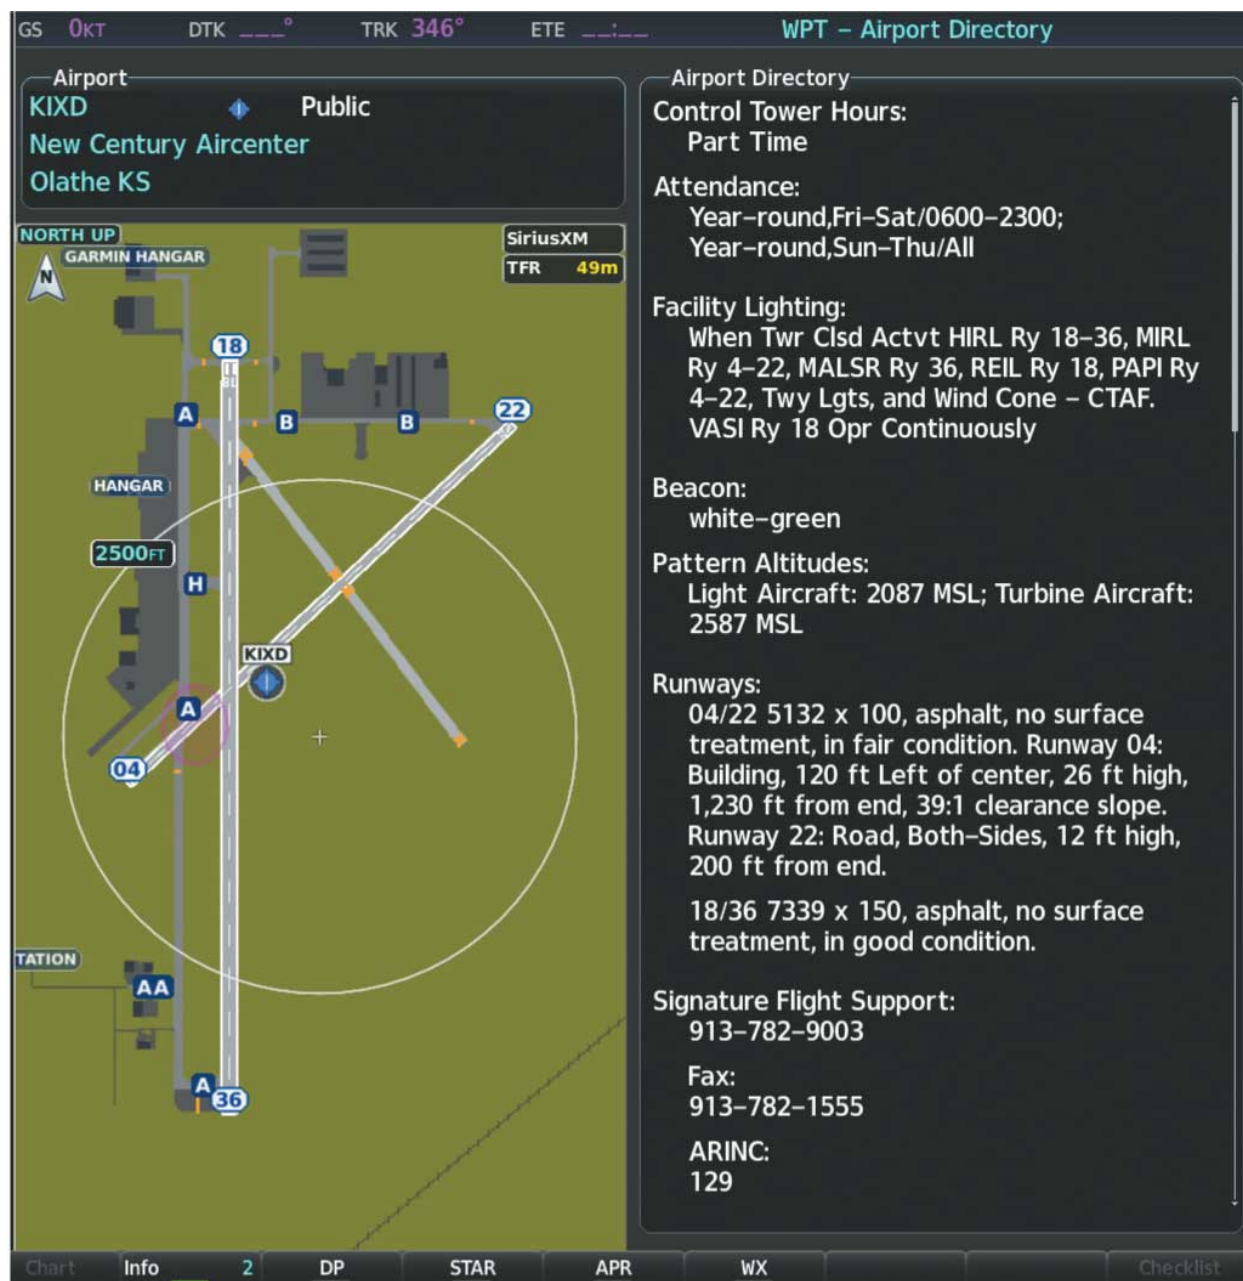 GS 0KT DTK ___° TRK 346° ETE __:__ WPT – Airport Directory
Airport
KIXD Public
New Century Aircenter
Olathe KS
NORTH UP
N
GARMIN HANGAR
SiriusXM
TFR 49m
18
A
B
B
22
HANGAR
2500FT
H
KIXD
A
04
TATION
AA
A
36
Airport Directory
Control Tower Hours:
Part Time
Attendance:
Year–round,Fri–Sat/0600–2300;
Year–round,Sun–Thu/All
Facility Lighting:
When Twr Clsd Actvt HIRL Ry 18–36, MIRL
Ry 4–22, MALSR Ry 36, REIL Ry 18, PAPI Ry
4–22, Twy Lgts, and Wind Cone – CTAF.
VASI Ry 18 Opr Continuously
Beacon:
white–green
Pattern Altitudes:
Light Aircraft: 2087 MSL; Turbine Aircraft:
2587 MSL
Runways:
04/22 5132 x 100, asphalt, no surface
treatment, in fair condition. Runway 04:
Building, 120 ft Left of center, 26 ft high,
1,230 ft from end, 39:1 clearance slope.
Runway 22: Road, Both–Sides, 12 ft high,
200 ft from end.
18/36 7339 x 150, asphalt, no surface
treatment, in good condition.
Signature Flight Support:
913–782–9003
Fax:
913–782–1555
ARINC:
129
Chart Info 2 DP STAR APR WX Checklist